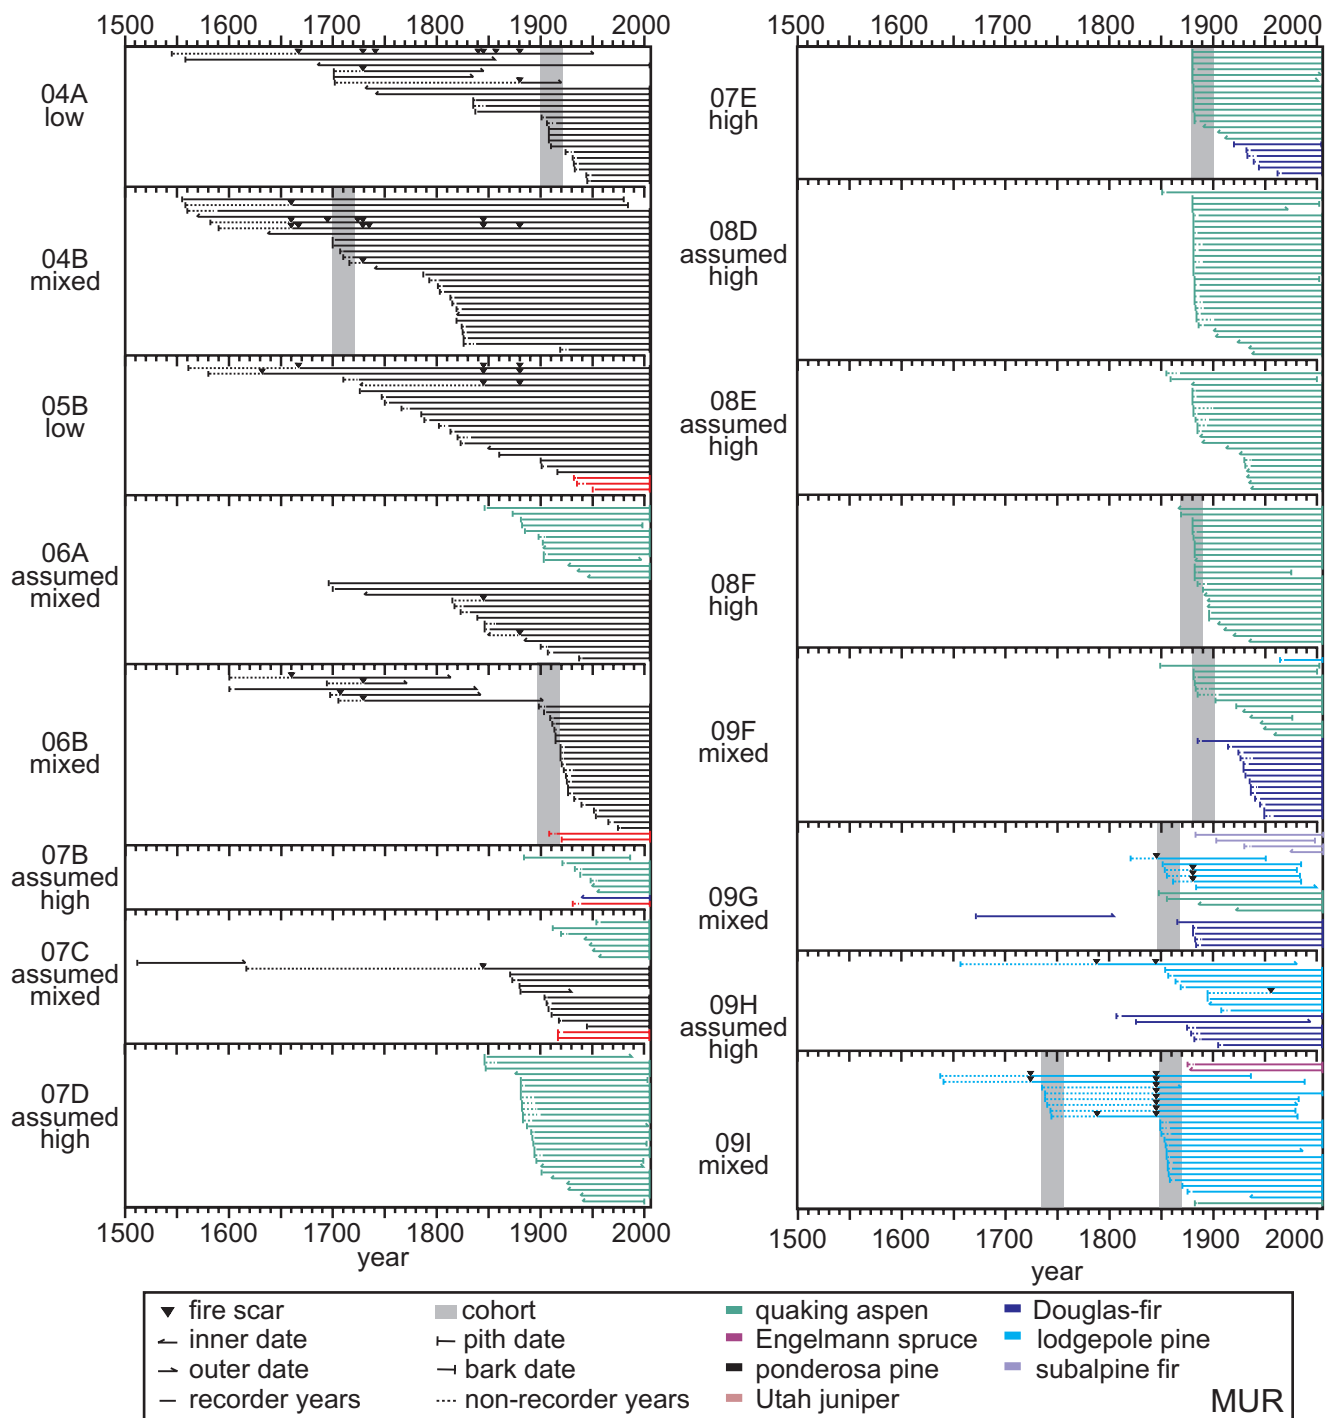 1500 1600 1700 1800 1900 2000
04A
low
04B
mixed
05B
low
06A
assumed
mixed
06B
mixed
07B
assumed
high
07C
assumed
mixed
07D
assumed
high
1500 1600 1700 1800 1900 2000
year
1500 1600 1700 1800 1900 2000
07E
high
08D
assumed
high
08E
assumed
high
08F
high
09F
mixed
09G
mixed
09H
assumed
high
09I
mixed
1500 1600 1700 1800 1900 2000
year
fire scar
inner date
outer date
recorder years
cohort
pith date
bark date
non-recorder years
quaking aspen
Engelmann spruce
ponderosa pine
Utah juniper
Douglas-fir
lodgepole pine
subalpine fir
MUR